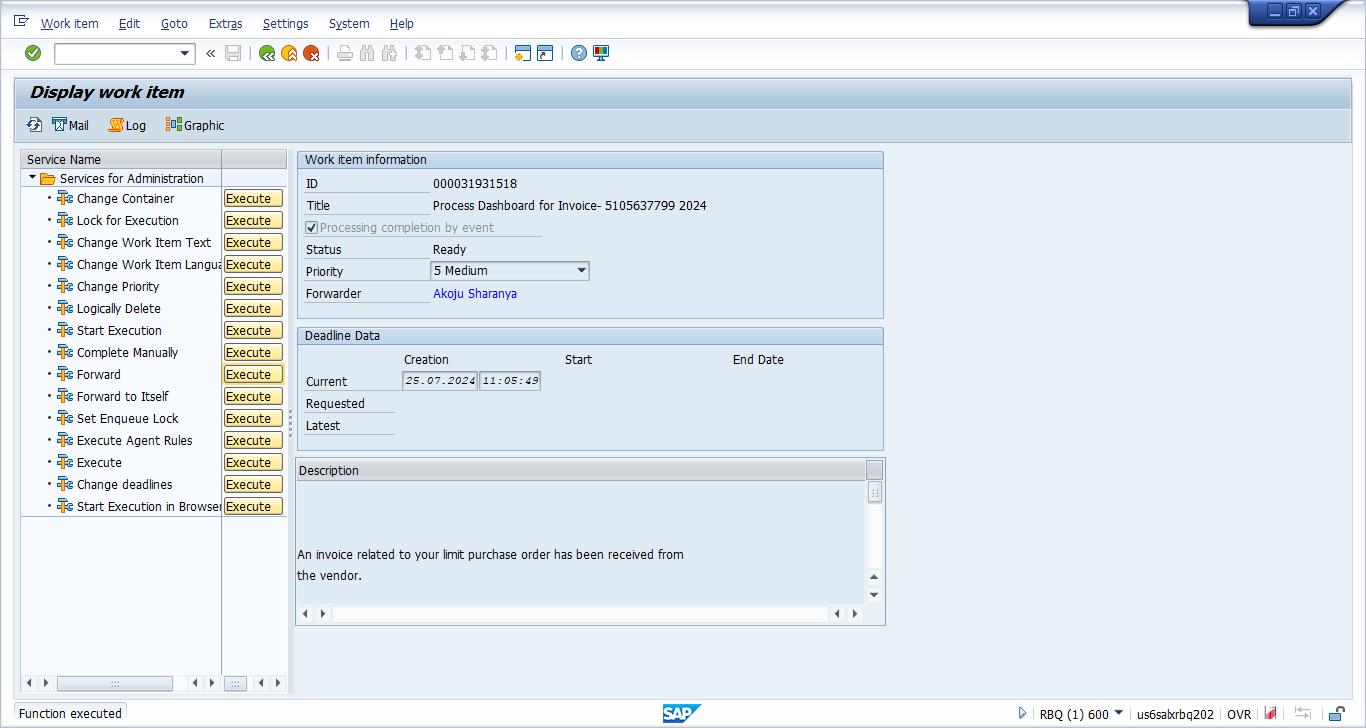 Work item Edit Goto Extras Settings System Help
Display work item
Mail Log Graphic
Service Name
Services for Administration
Change Container Execute
Lock for Execution Execute
Change Work Item Text Execute
Change Work Item Langua Execute
Change Priority Execute
Logically Delete Execute
Start Execution Execute
Complete Manually Execute
Forward Execute
Forward to Itself Execute
Set Enqueue Lock Execute
Execute Agent Rules Execute
Execute Execute
Change deadlines Execute
Start Execution in Browser Execute
Work item information
ID 000031931518
Title Process Dashboard for Invoice- 5105637799 2024
Processing completion by event
Status Ready
Priority 5 Medium
Forwarder Akoju Sharanya
Deadline Data
Creation Start End Date
Current 25.07.2024 11:05:49
Requested
Latest
Description
An invoice related to your limit purchase order has been received from
the vendor.
Function executed SAP RBQ (1) 600 us6salxrbq202 OVR